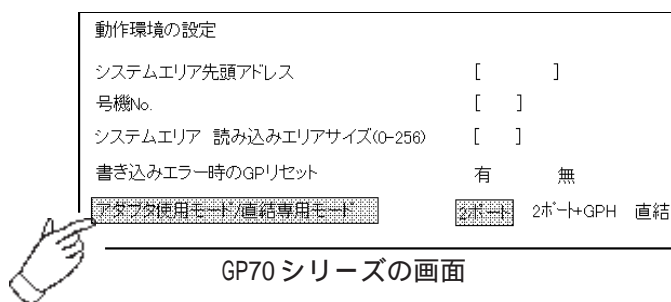 動作環境の設定
システムエリア先頭アドレス [ ]
号機No. [ ]
システムエリア 読み込みエリアサイズ(0-256) [ ]
書き込みエラー時のGPリセット 有 無
アダプタ使用モード/直結専用モード 2ポート 2ポート+GPH 直結
GP70シリーズの画面